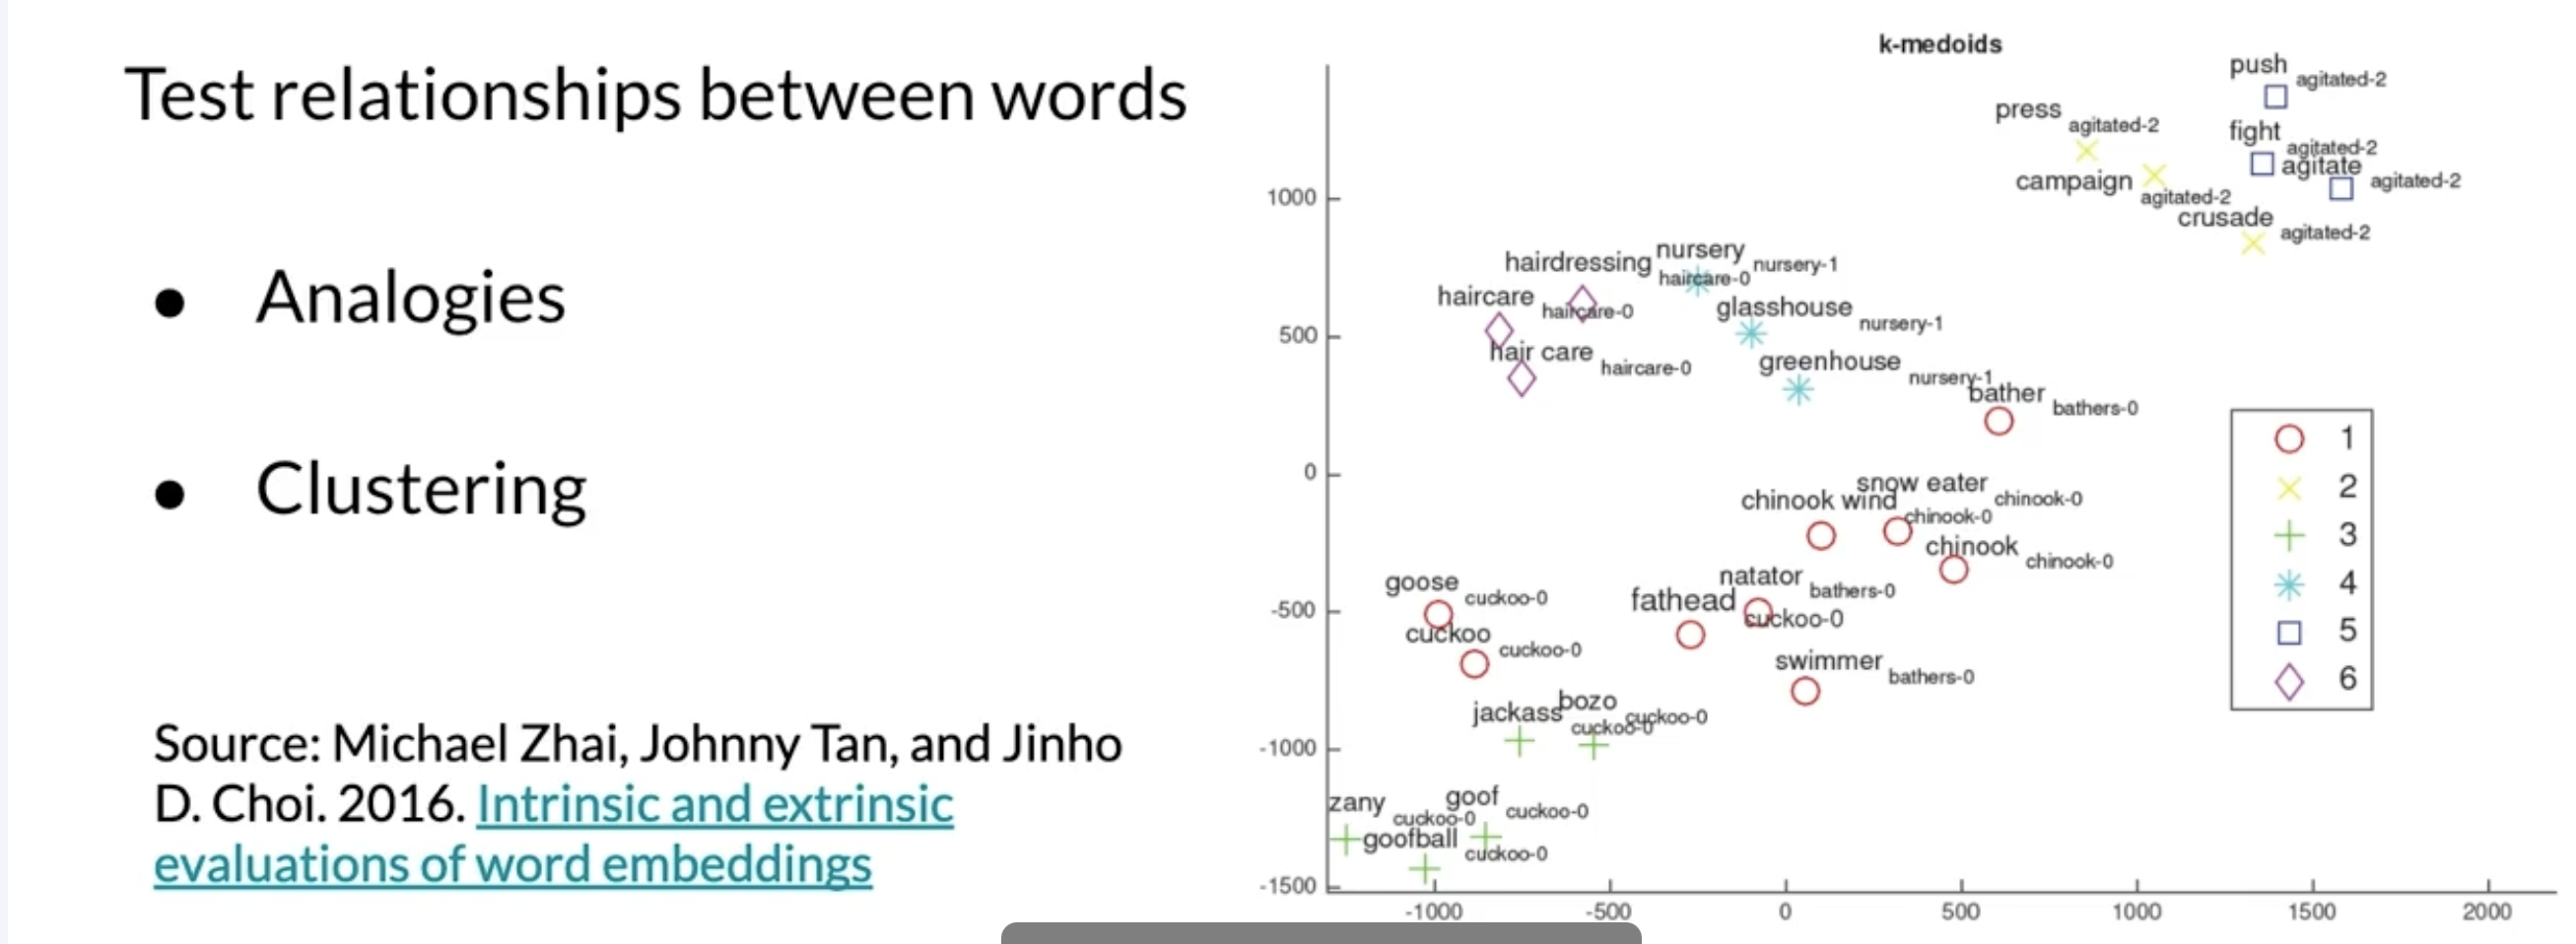 Test relationships between words
● Analogies
● Clustering
Source: Michael Zhai, Johnny Tan, and Jinho
D. Choi. 2016. Intrinsic and extrinsic
evaluations of word embeddings
k-medoids
push agitated-2
press agitated-2
fight agitated-2
agitate agitated-2
campaign agitated-2
crusade agitated-2
hairdressing haircare-0
nursery nursery-1
haircare haircare-0
glasshouse nursery-1
hair care haircare-0
greenhouse nursery-1
bather bathers-0
snow eater chinook-0
chinook wind chinook-0
chinook chinook-0
natator bathers-0
goose cuckoo-0
fathead cuckoo-0
cuckoo cuckoo-0
swimmer bathers-0
bozo cuckoo-0
jackass cuckoo-0
zany cuckoo-0
goof cuckoo-0
goofball cuckoo-0
1
2
3
4
5
6
1000
500
0
-500
-1000
-1500
-1000 -500 0 500 1000 1500 2000